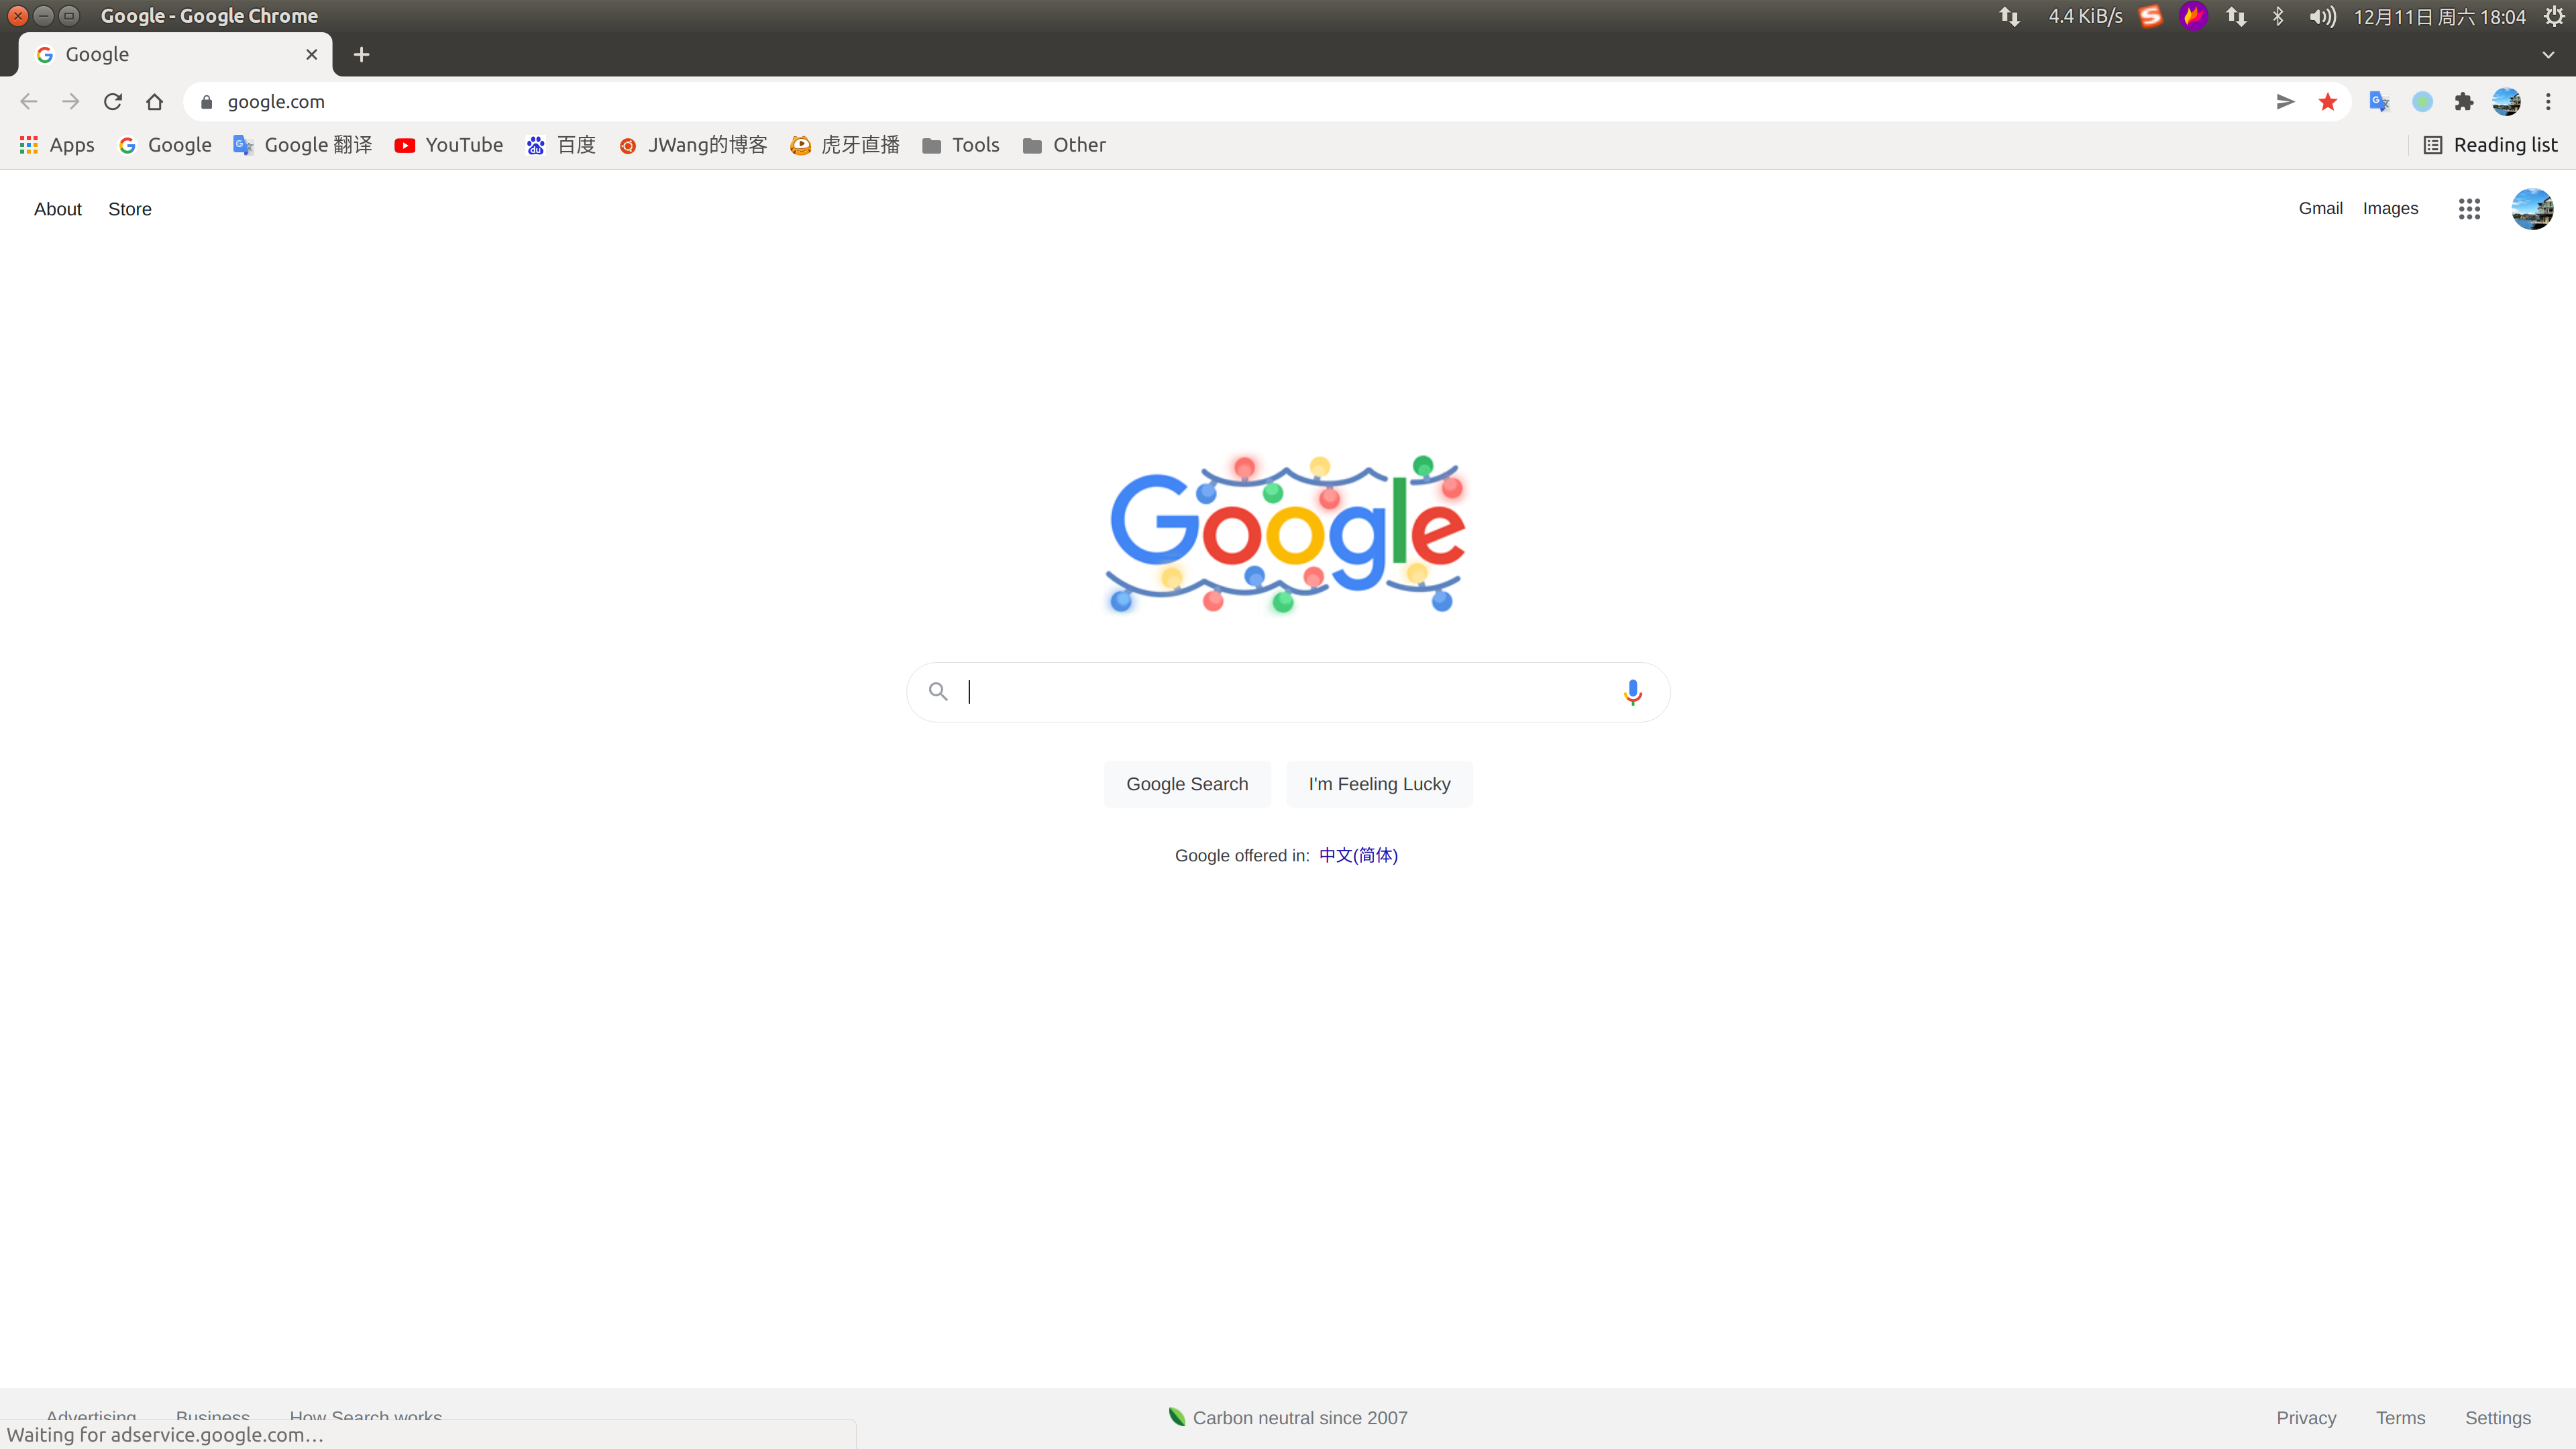 Google - Google Chrome
4.4 KiB/s
12月11日 周六 18:04
Google
google.com
Apps Google Google 翻译 YouTube 百度 JWang的博客 虎牙直播 Tools Other Reading list
About Store Gmail Images
Google
Google Search I'm Feeling Lucky
Google offered in: 中文(简体)
Advertising Business How Search works Carbon neutral since 2007 Privacy Terms Settings
Waiting for adservice.google.com…